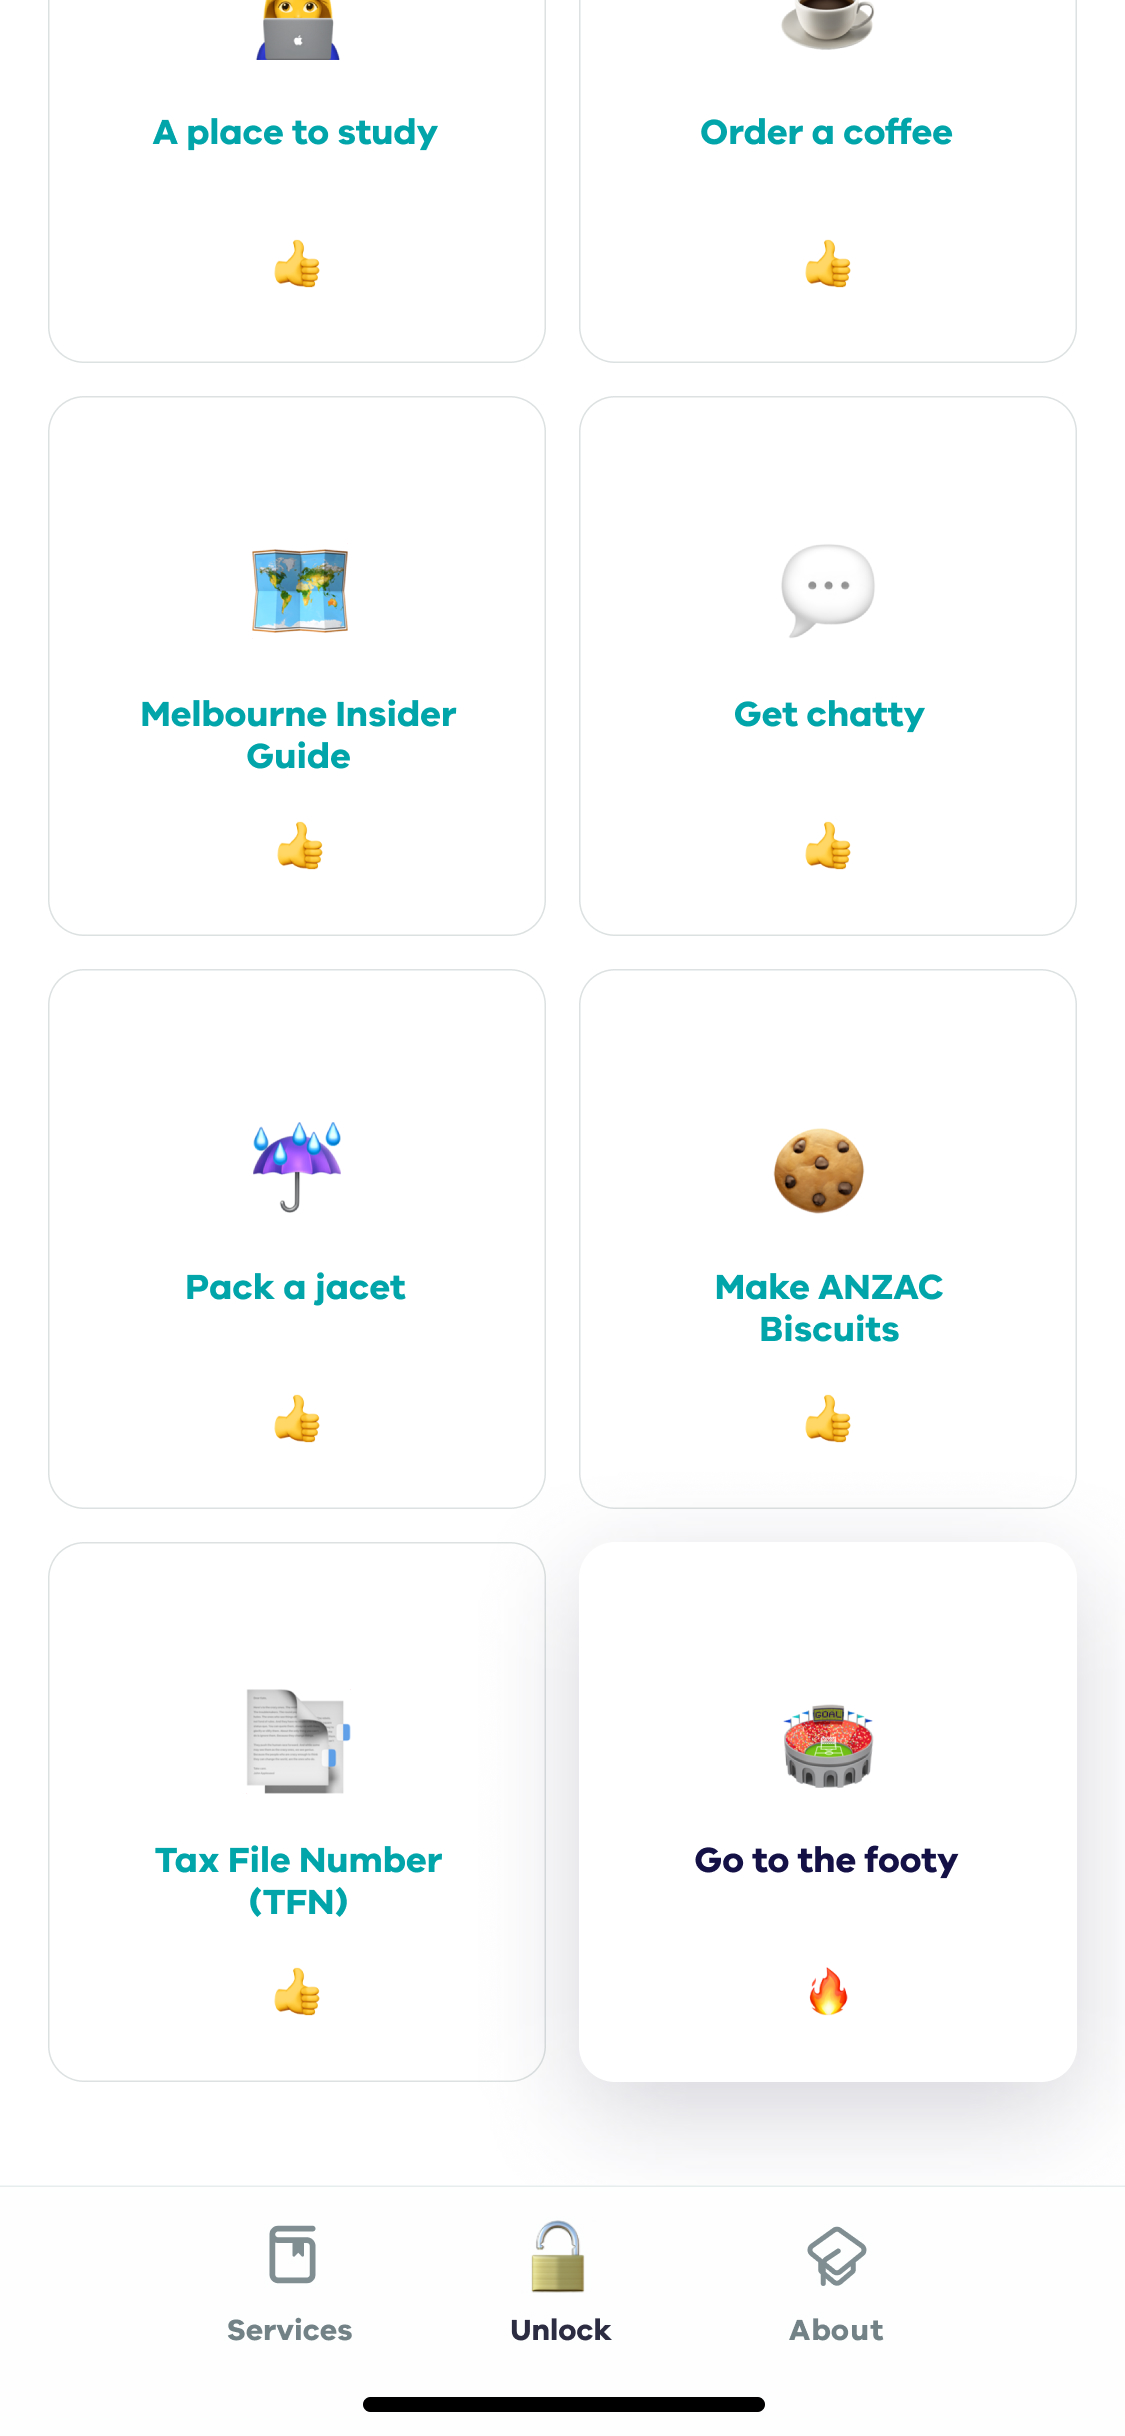 A place to study
Order a coffee
Melbourne Insider
Guide
Get chatty
Pack a jacet
Make ANZAC
Biscuits
Tax File Number
(TFN)
GOAL
Go to the footy
Services
Unlock
About